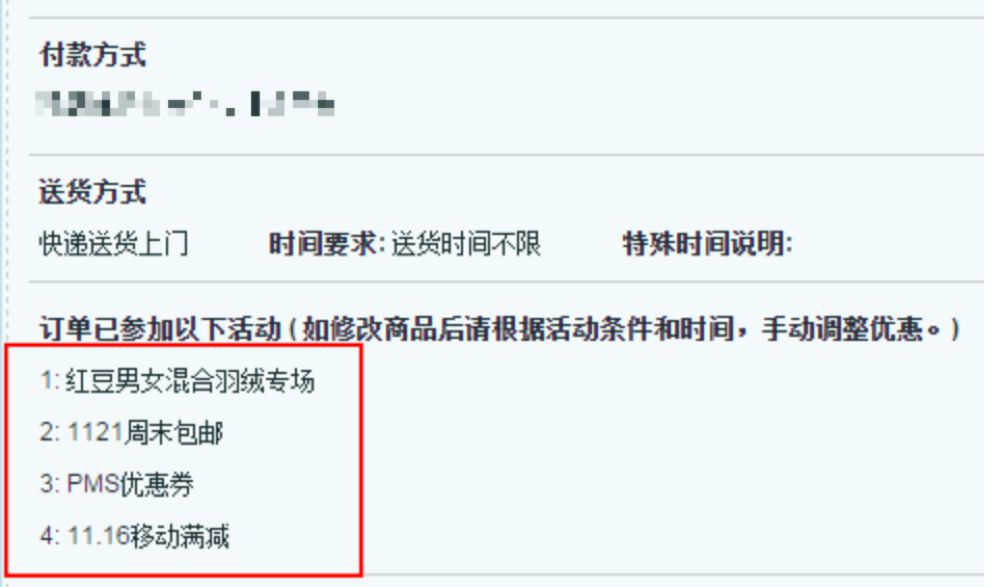 付款方式
送货方式
快递送货上门 时间要求: 送货时间不限 特殊时间说明:
订单已参加以下活动 ( 如修改商品后请根据活动条件和时间，手动调整优惠。)
1: 红豆男女混合羽绒专场
2: 1121周末包邮
3: PMS优惠券
4: 11.16移动满减